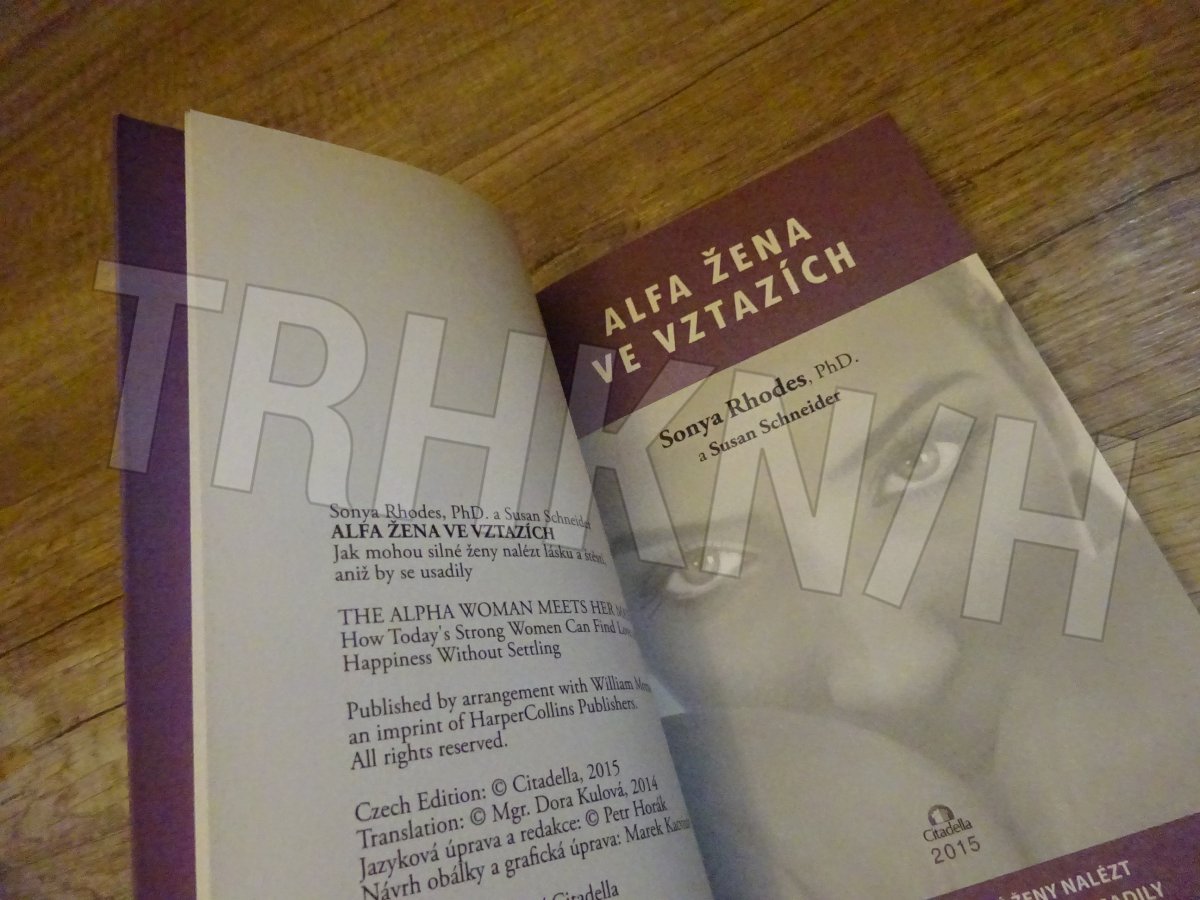 Sonya Rhodes, PhD. a Susan Schneider
ALFA ŽENA VE VZTAZÍCH
Jak mohou silné ženy nalézt lásku a štěstí,
aniž by se usadily
THE ALPHA WOMAN MEETS HER
How Today's Strong Women Can Find Love
Happiness Without Settling
Published by arrangement with William
an imprint of HarperCollins Publishers.
All rights reserved.
Czech Edition: © Citadella, 2015
Translation: © Mgr. Dora Kulová, 2014
Jazyková úprava a redakce: © Petr Horák
Návrh obálky a grafická úprava: Marek
Citadella
ALFA ŽENA
VE VZTAZÍCH
Sonya Rhodes, PhD.
a Susan Schneider
Citadella
2015
ŽENY NALÉZT
TRHKNIH